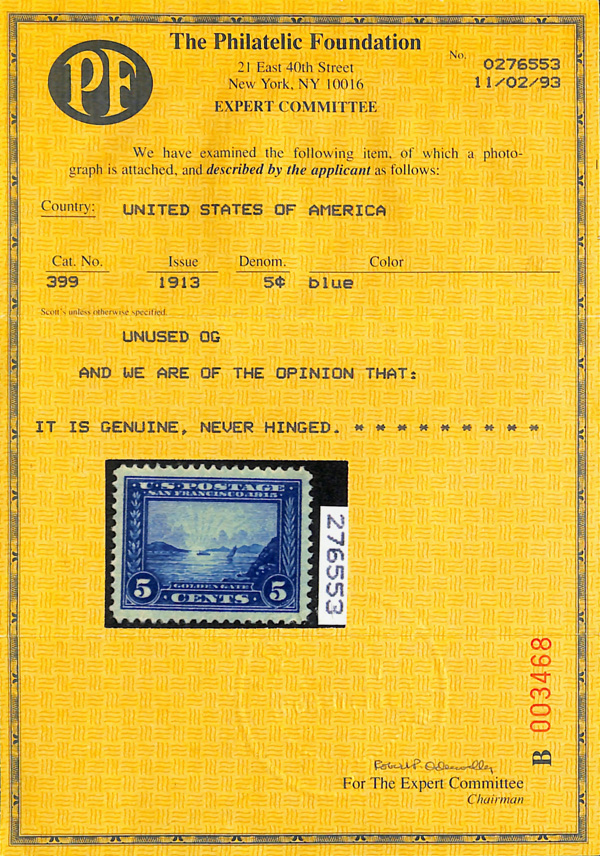 PF
The Philatelic Foundation
21 East 40th Street
New York, NY 10016
EXPERT COMMITTEE
No. 0276553
11/02/93
We have examined the following item, of which a photo-
graph is attached, and described by the applicant as follows:
Country: UNITED STATES OF AMERICA
Cat. No. Issue Denom. Color
399 1913 5¢ blue
Scott's unless otherwise specified.
UNUSED OG
AND WE ARE OF THE OPINION THAT:
IT IS GENUINE, NEVER HINGED. * * * * * * * * *
U·S·POSTAGE
SAN FRANCISCO·1915
GOLDEN GATE
5 CENTS 5
276553
B 003468
For The Expert Committee
Chairman